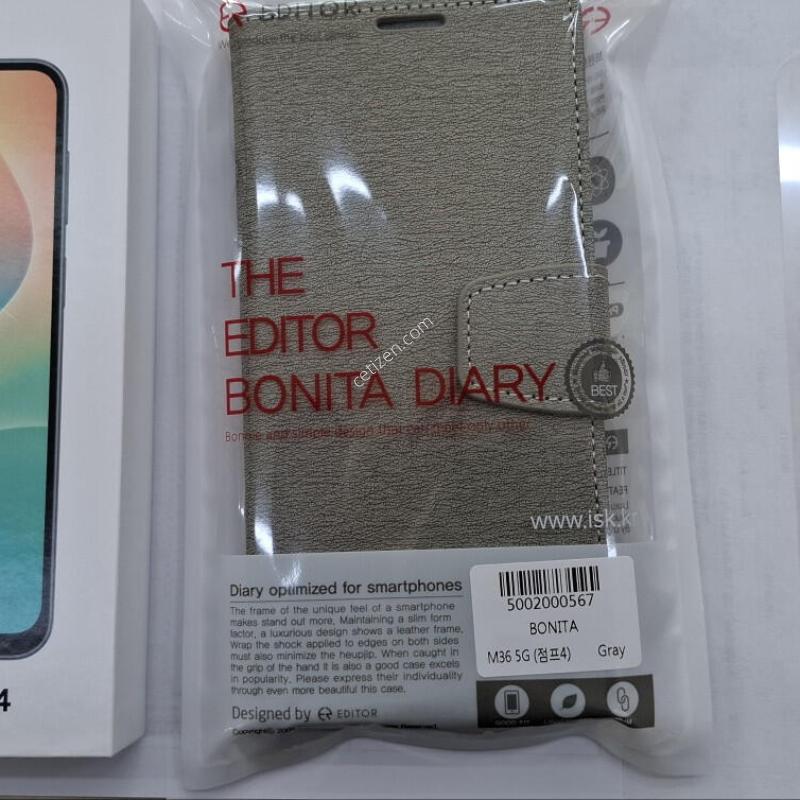 EDITOR
THE
EDITOR
BONITA DIARY
cetizen.com
BEST
www.isk.kr
Diary optimized for smartphones
The frame of the unique feel of a smartphone
makes stand out more. Maintaining a slim form
factor, a luxurious design shows a leather frame.
Wrap the shock applied to edges on both sides
must also minimize the heupjip. When caught in
the grip of the hand it is also a good case excels
in popularity. Please express their individuality
through even more beautiful this case.
Designed by EDITOR
5002000567
BONITA
M36 5G (점프4) Gray
4